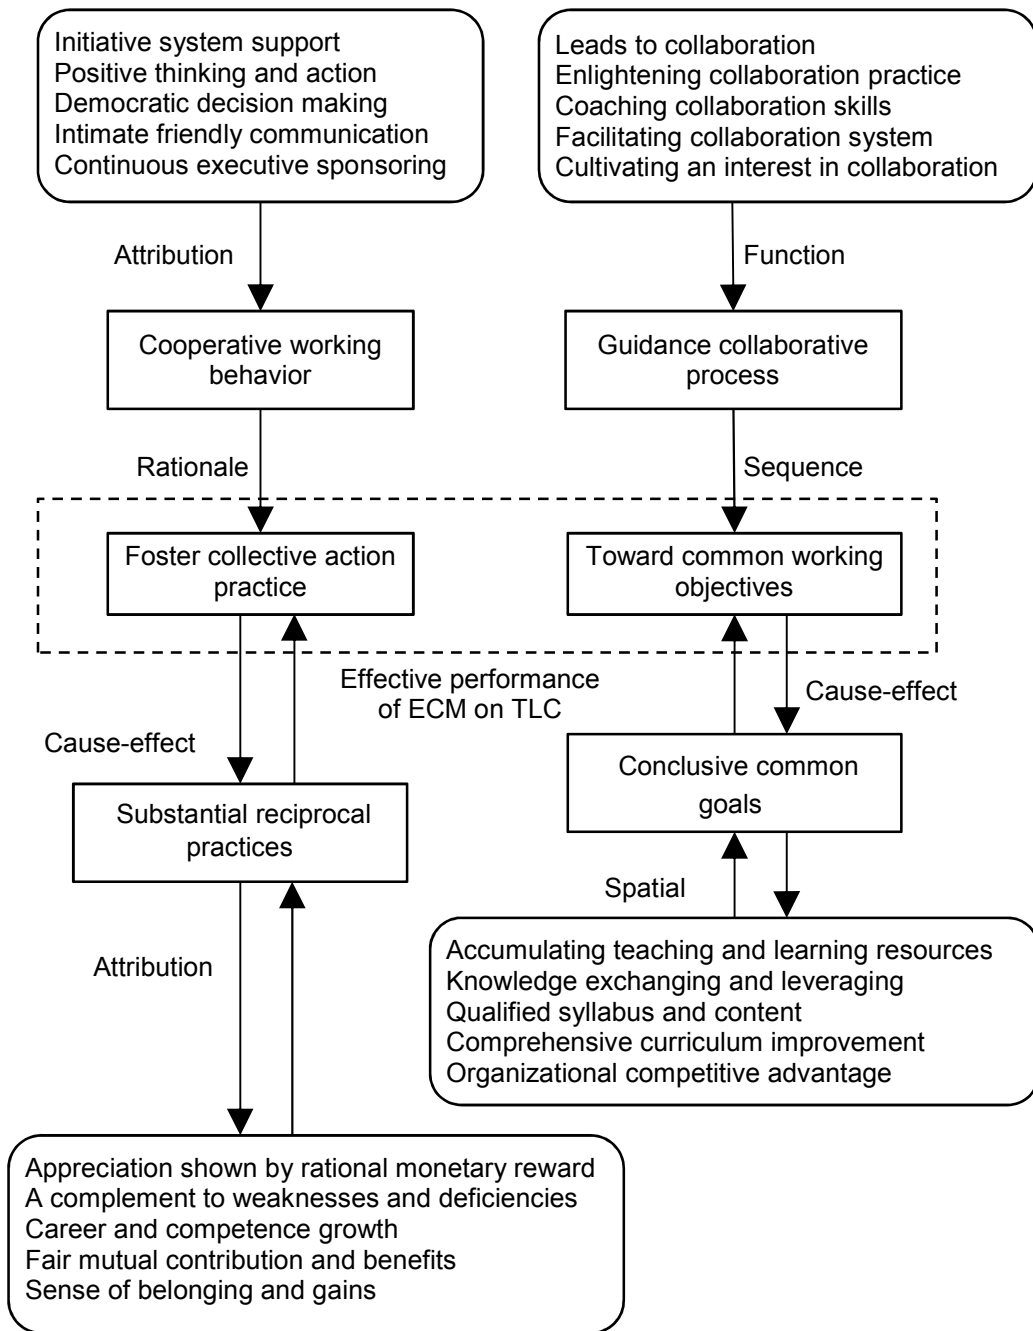 Initiative system support
Positive thinking and action
Democratic decision making
Intimate friendly communication
Continuous executive sponsoring
Leads to collaboration
Enlightening collaboration practice
Coaching collaboration skills
Facilitating collaboration system
Cultivating an interest in collaboration
Attribution
Function
Cooperative working
behavior
Guidance collaborative
process
Rationale
Sequence
Foster collective action
practice
Toward common working
objectives
Effective performance
of ECM on TLC
Cause-effect
Cause-effect
Substantial reciprocal
practices
Conclusive common
goals
Attribution
Spatial
Accumulating teaching and learning resources
Knowledge exchanging and leveraging
Qualified syllabus and content
Comprehensive curriculum improvement
Organizational competitive advantage
Appreciation shown by rational monetary reward
A complement to weaknesses and deficiencies
Career and competence growth
Fair mutual contribution and benefits
Sense of belonging and gains